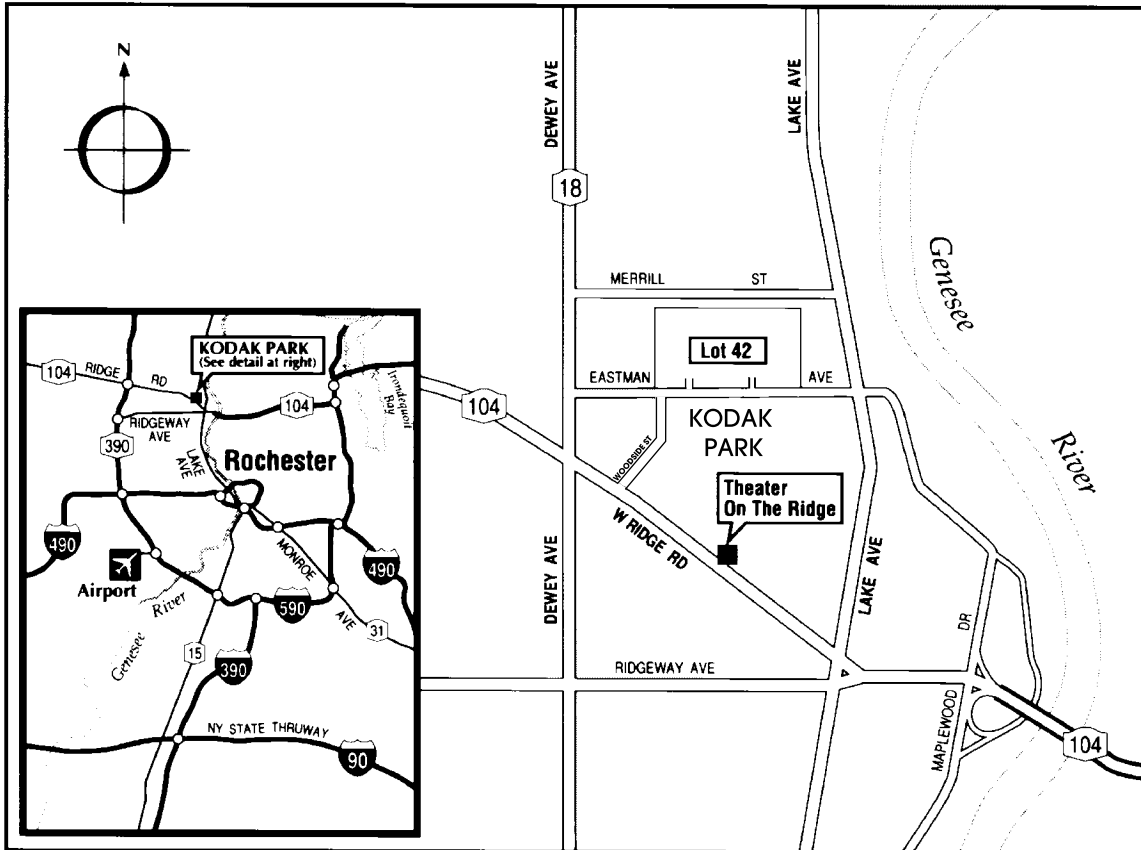 N
DEWEY AVE
LAKE AVE
18
Genesee
River
MERRILL ST
Lot 42
EASTMAN AVE
KODAK
PARK
WOODSIDE ST
104
Theater
On The Ridge
W RIDGE RD
DEWEY AVE
LAKE AVE
DR
MAPLEWOOD
RIDGEWAY AVE
104
KODAK PARK
(See detail at right)
104
RIDGE RD
Irondequoit
Bay
104
RIDGEWAY
AVE
390
LAKE
AVE
Rochester
490
MONROE
AVE
490
Airport
River
Genesee
590
31
15
390
NY STATE THRUWAY
90